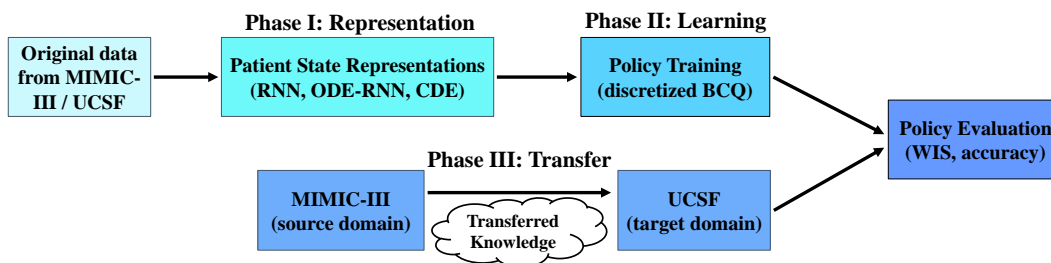 Phase I: Representation
Phase II: Learning
Original data
from MIMIC-
III / UCSF
Patient State Representations
(RNN, ODE-RNN, CDE)
Policy Training
(discretized BCQ)
Policy Evaluation
(WIS, accuracy)
Phase III: Transfer
MIMIC-III
(source domain)
Transferred
Knowledge
UCSF
(target domain)